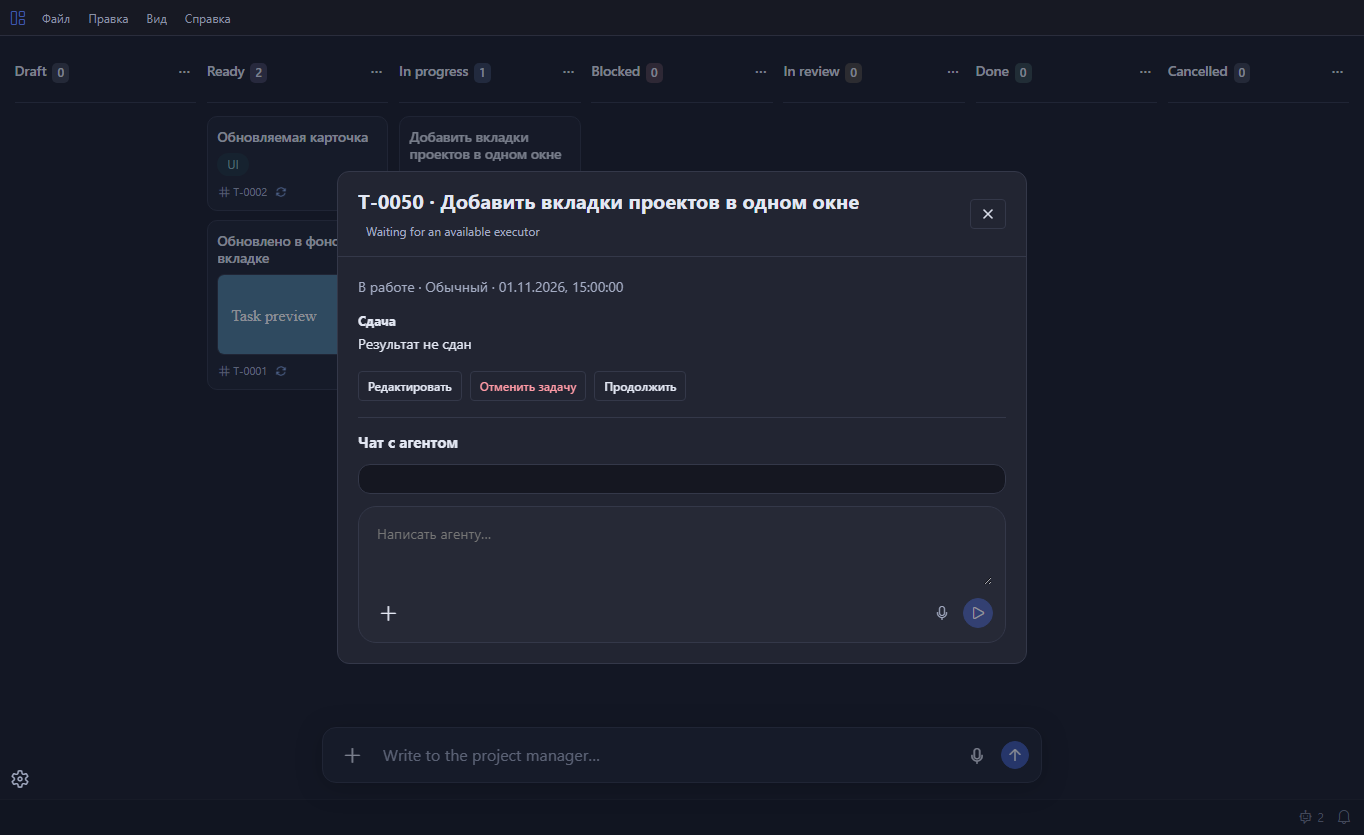 Файл Правка Вид Справка
Draft 0 ... Ready 2 ... In progress 1 ... Blocked 0 ... In review 0 ... Done 0 ... Cancelled 0 ...
Обновляемая карточка
UI
# T-0002
Обновлено в
вкладке
Task preview
# T-0001
Добавить вкладки
проектов в одном окне
T-0050 · Добавить вкладки проектов в одном окне
Waiting for an available executor
В работе · Обычный · 01.11.2026, 15:00:00
Сдача
Результат не сдан
Редактировать Отменить задачу Продолжить
Чат с агентом
Написать агенту...
Write to the project manager...
2